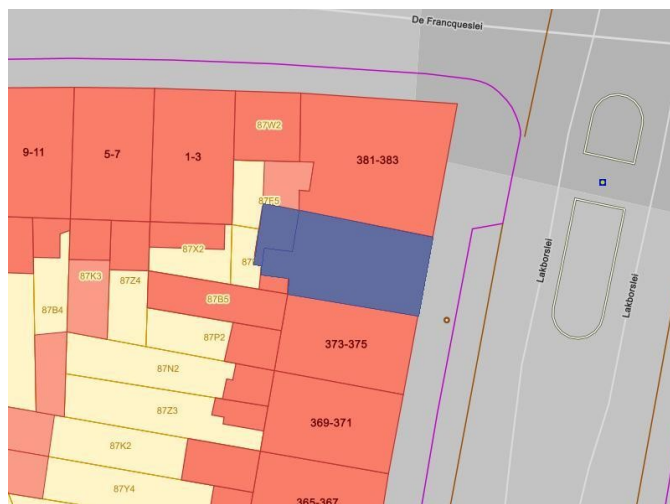 De Francqueslei
87W2
9-11
5-7
1-3
381-383
87E5
87X2
87K3
87Z4
87B4
87B5
87P2
373-375
87N2
87Z3
369-371
87K2
87Y4
365-367
Lakborslei
Lakborslei